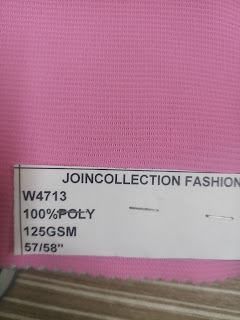 JOINCOLLECTION FASHION
W4713
100%POLY
125GSM
57/58"